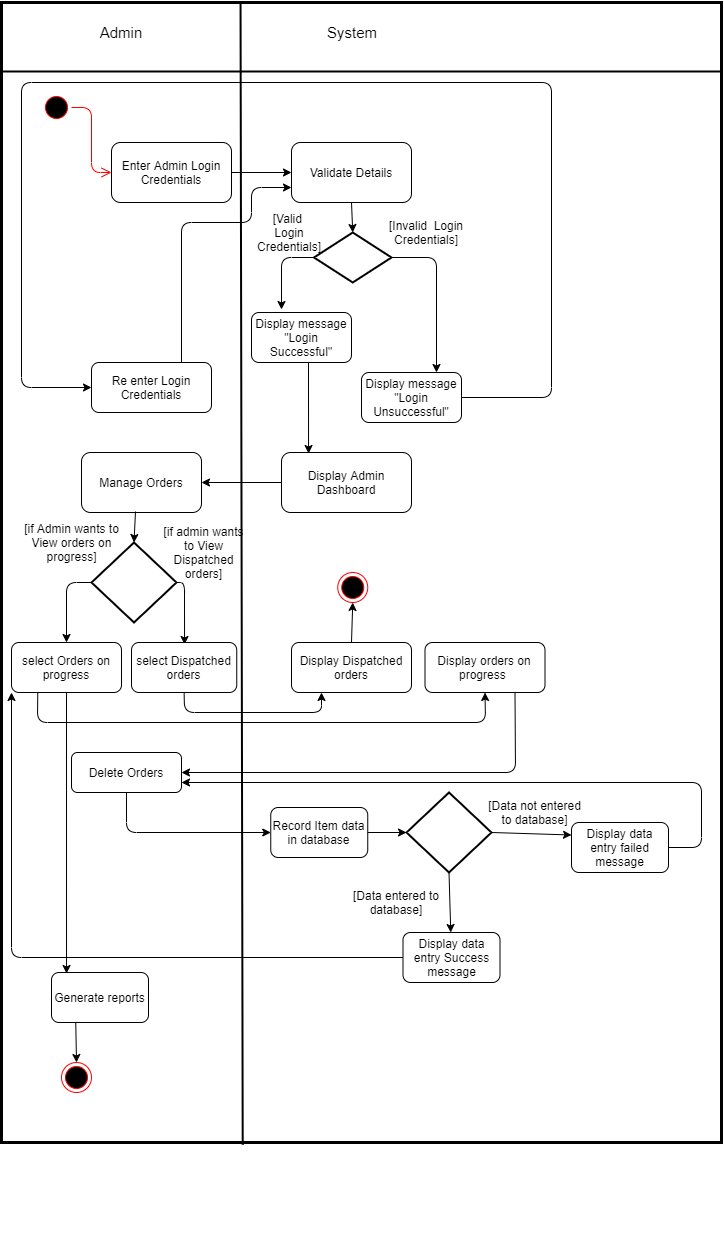 Admin
System
Enter Admin Login
Credentials
Validate Details
[Valid
Login
Credentials]
[Invalid  Login
Credentials]
Display message
"Login
Successful"
Re enter Login
Credentials
Display message
"Login
Unsuccessful"
Manage Orders
Display Admin
Dashboard
[if Admin wants to
View orders on
progress]
[if admin wants
to View
Dispatched
orders]
select Orders on
progress
select Dispatched
orders
Display Dispatched
orders
Display orders on
progress
Delete Orders
Record Item data
in database
[Data not entered
to database]
Display data
entry failed
message
[Data entered to
database]
Display data
entry Success
message
Generate reports